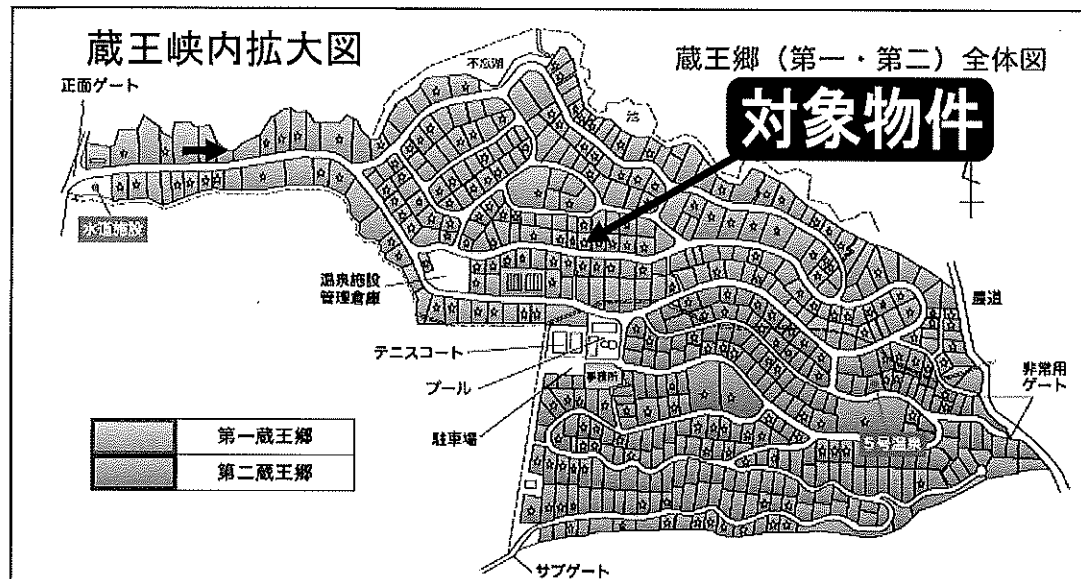 蔵王峡内拡大図
蔵王郷（第一・第二）全体図
対象物件
正面ゲート
不忘湖
池
水道施設
温泉施設
管理倉庫
農道
テニスコート
プール
事務所
非常用
ゲート
駐車場
5号温泉
第一蔵王郷
第二蔵王郷
サブゲート